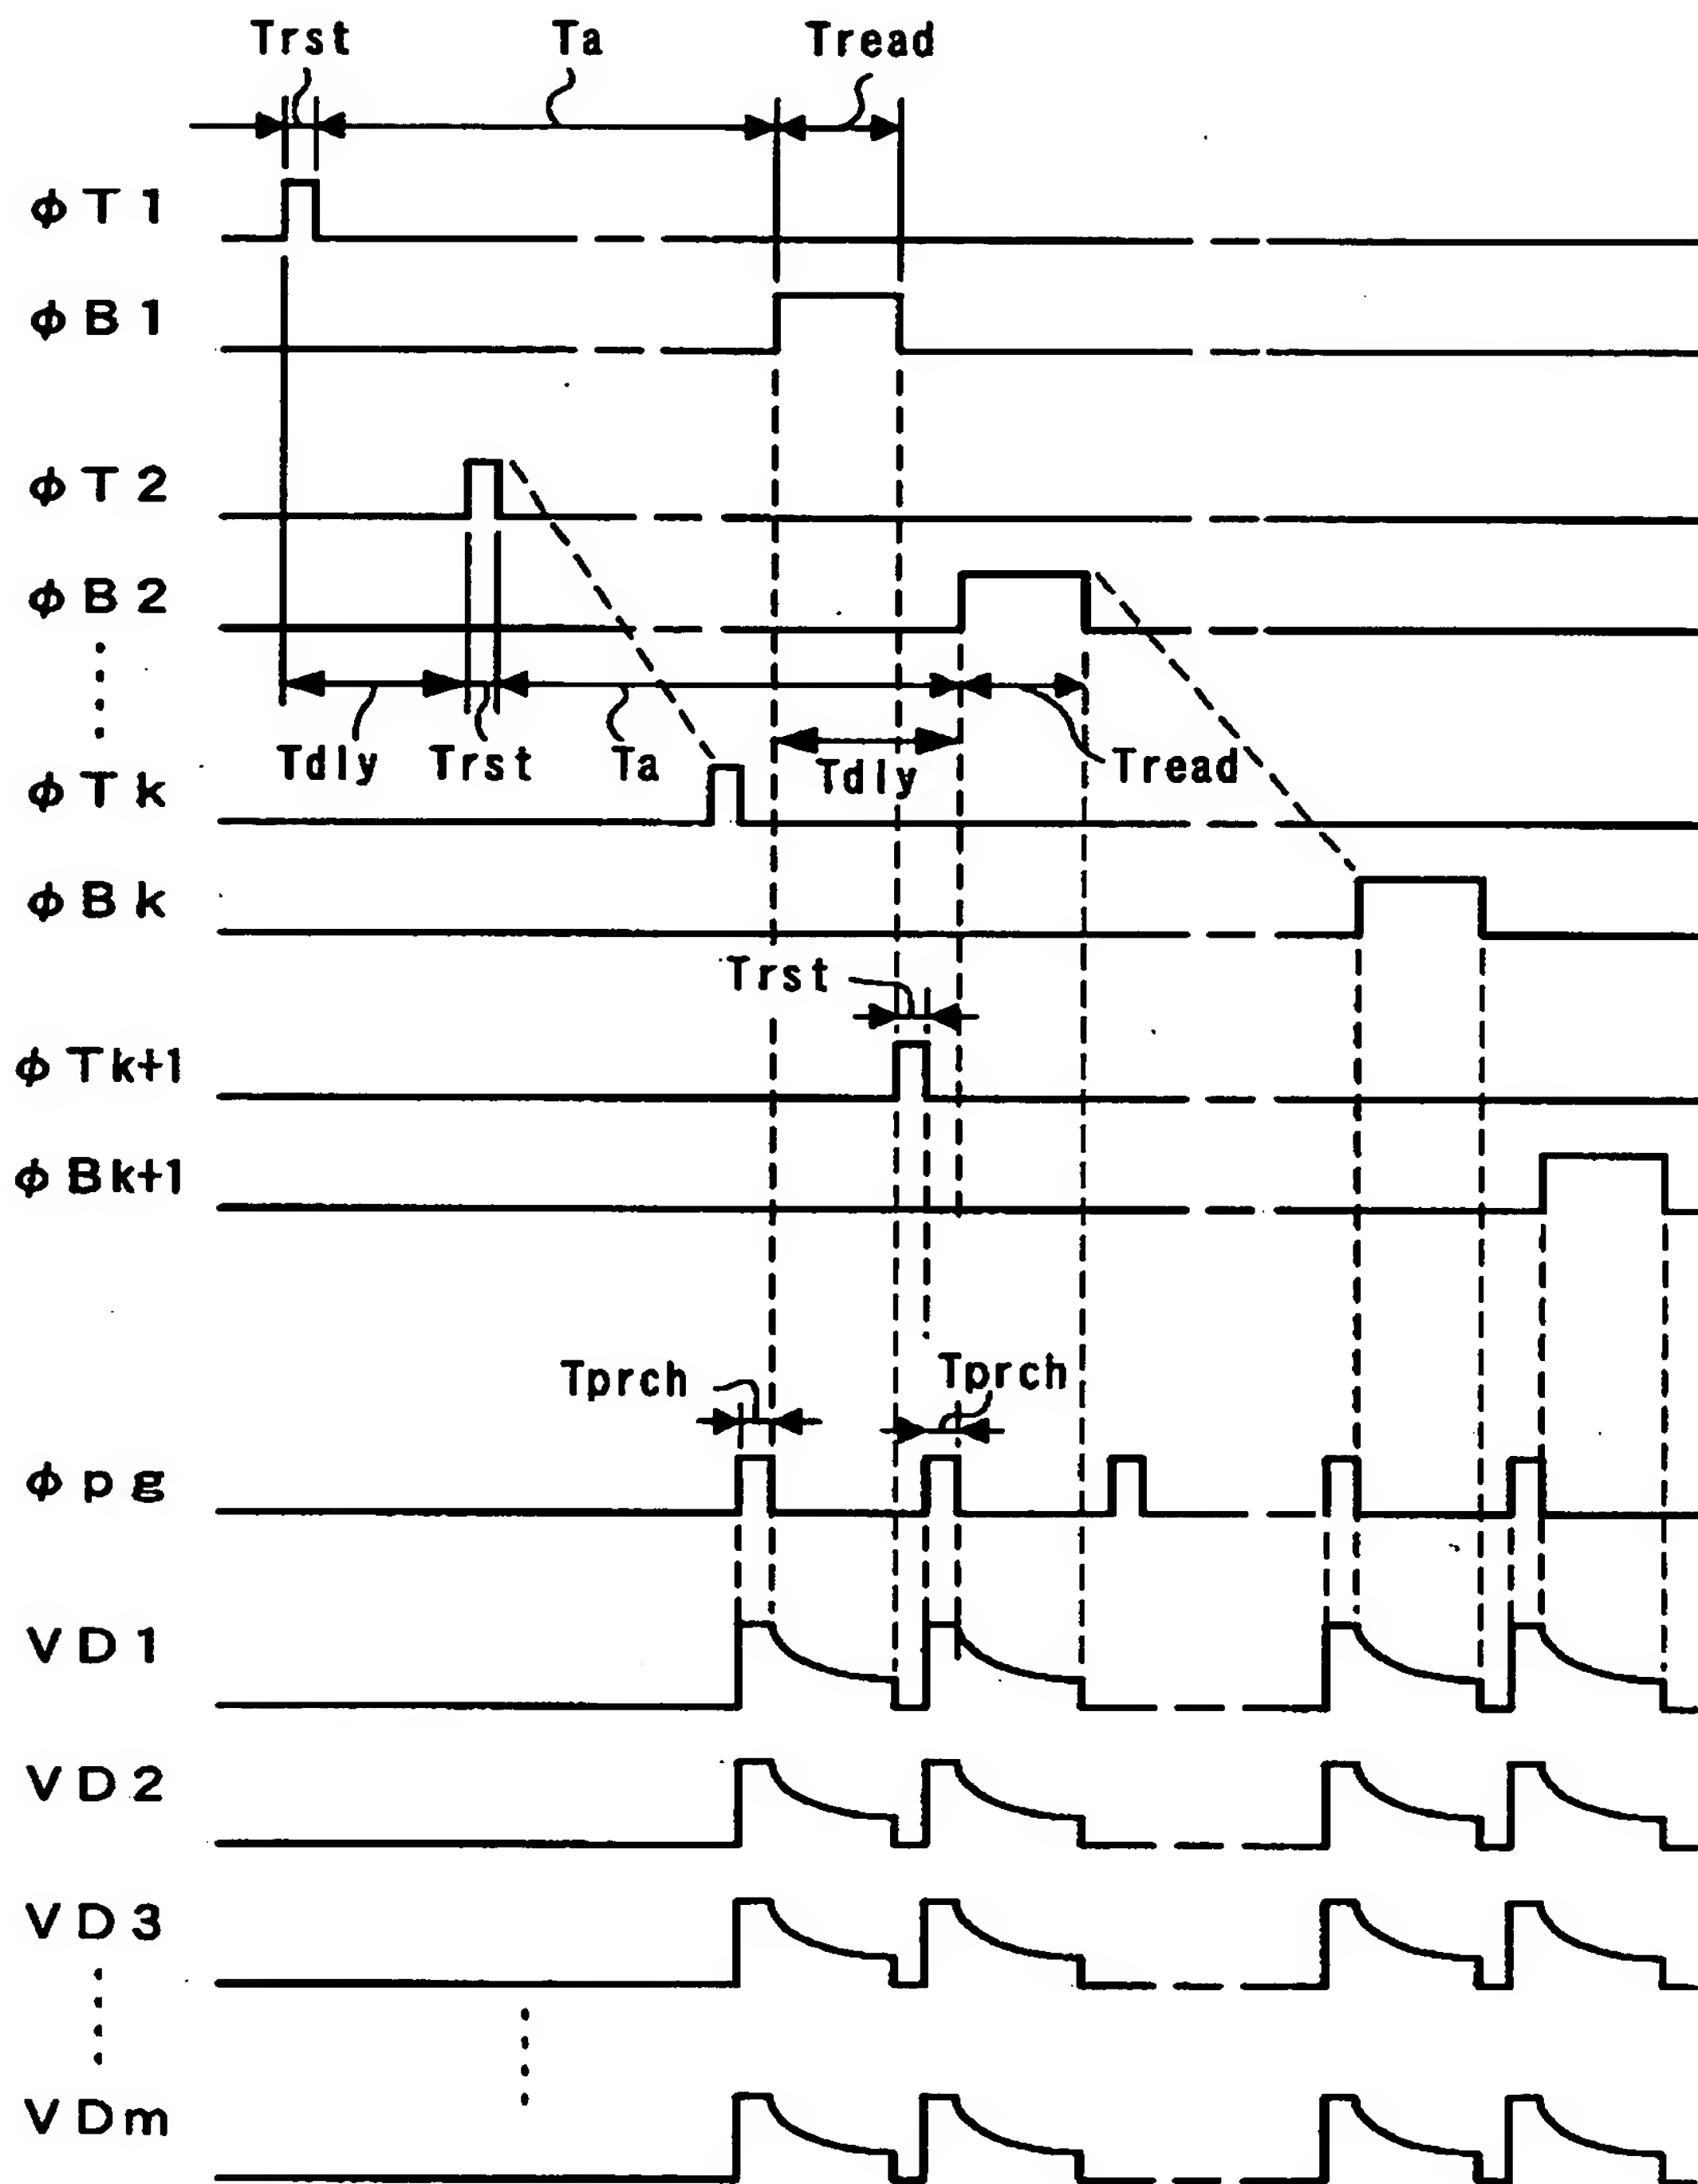 Trst Ta Tread
φT1
φB1
φT2
φB2
Tdly Trst Ta Tdly Tread
φTk
φBk
Trst
φTk+1
φBk+1
Tprch Tprch
φpg
VD1
VD2
VD3
VDm